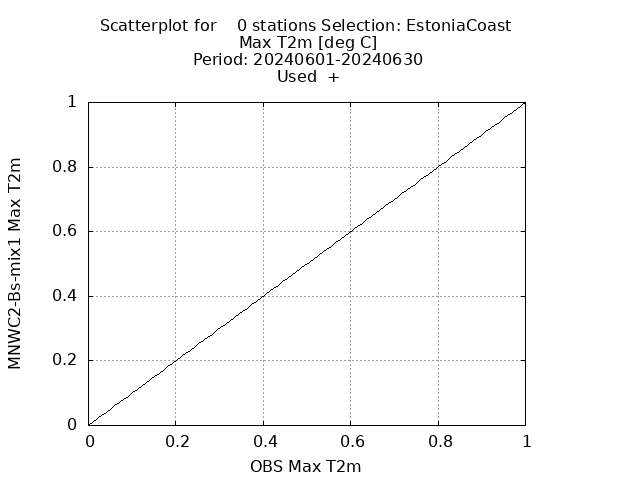 Scatterplot for    0 stations Selection: EstoniaCoast
Max T2m [deg C]
Period: 20240601-20240630
Used  +
1
0.8
0.6
0.4
0.2
0
MNWC2-Bs-mix1 Max T2m
0 0.2 0.4 0.6 0.8 1
OBS Max T2m